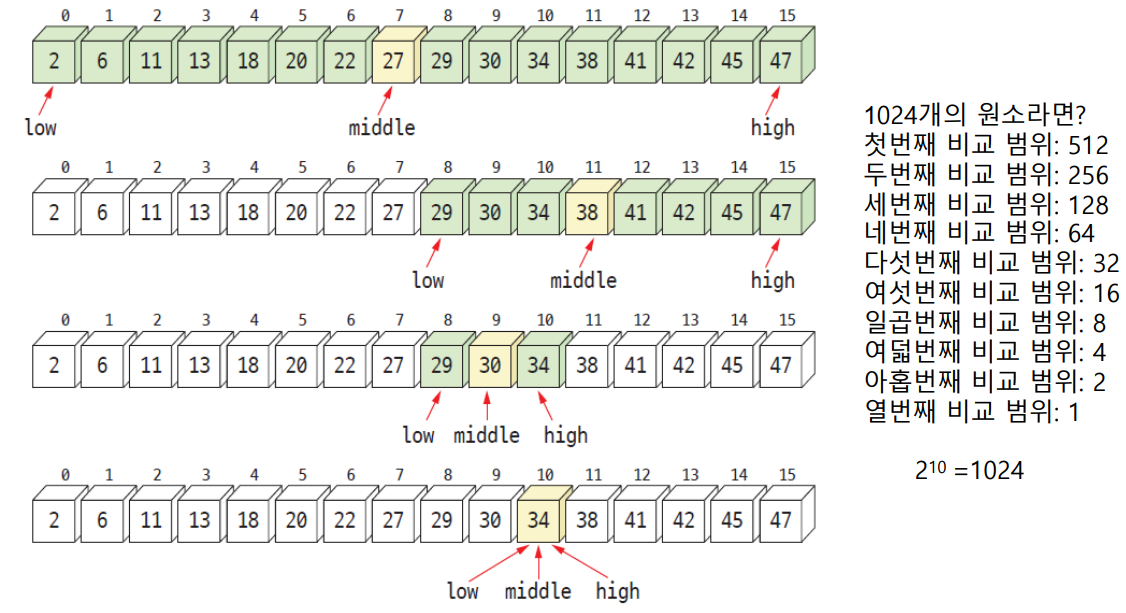 0 1 2 3 4 5 6 7 8 9 10 11 12 13 14 15
2 6 11 13 18 20 22 27 29 30 34 38 41 42 45 47
low middle high
0 1 2 3 4 5 6 7 8 9 10 11 12 13 14 15
2 6 11 13 18 20 22 27 29 30 34 38 41 42 45 47
low middle high
0 1 2 3 4 5 6 7 8 9 10 11 12 13 14 15
2 6 11 13 18 20 22 27 29 30 34 38 41 42 45 47
low middle high
0 1 2 3 4 5 6 7 8 9 10 11 12 13 14 15
2 6 11 13 18 20 22 27 29 30 34 38 41 42 45 47
low middle high
1024개의 원소라면?
첫번째 비교 범위: 512
두번째 비교 범위: 256
세번째 비교 범위: 128
네번째 비교 범위: 64
다섯번째 비교 범위: 32
여섯번째 비교 범위: 16
일곱번째 비교 범위: 8
여덟번째 비교 범위: 4
아홉번째 비교 범위: 2
열번째 비교 범위: 1
2¹⁰ =1024